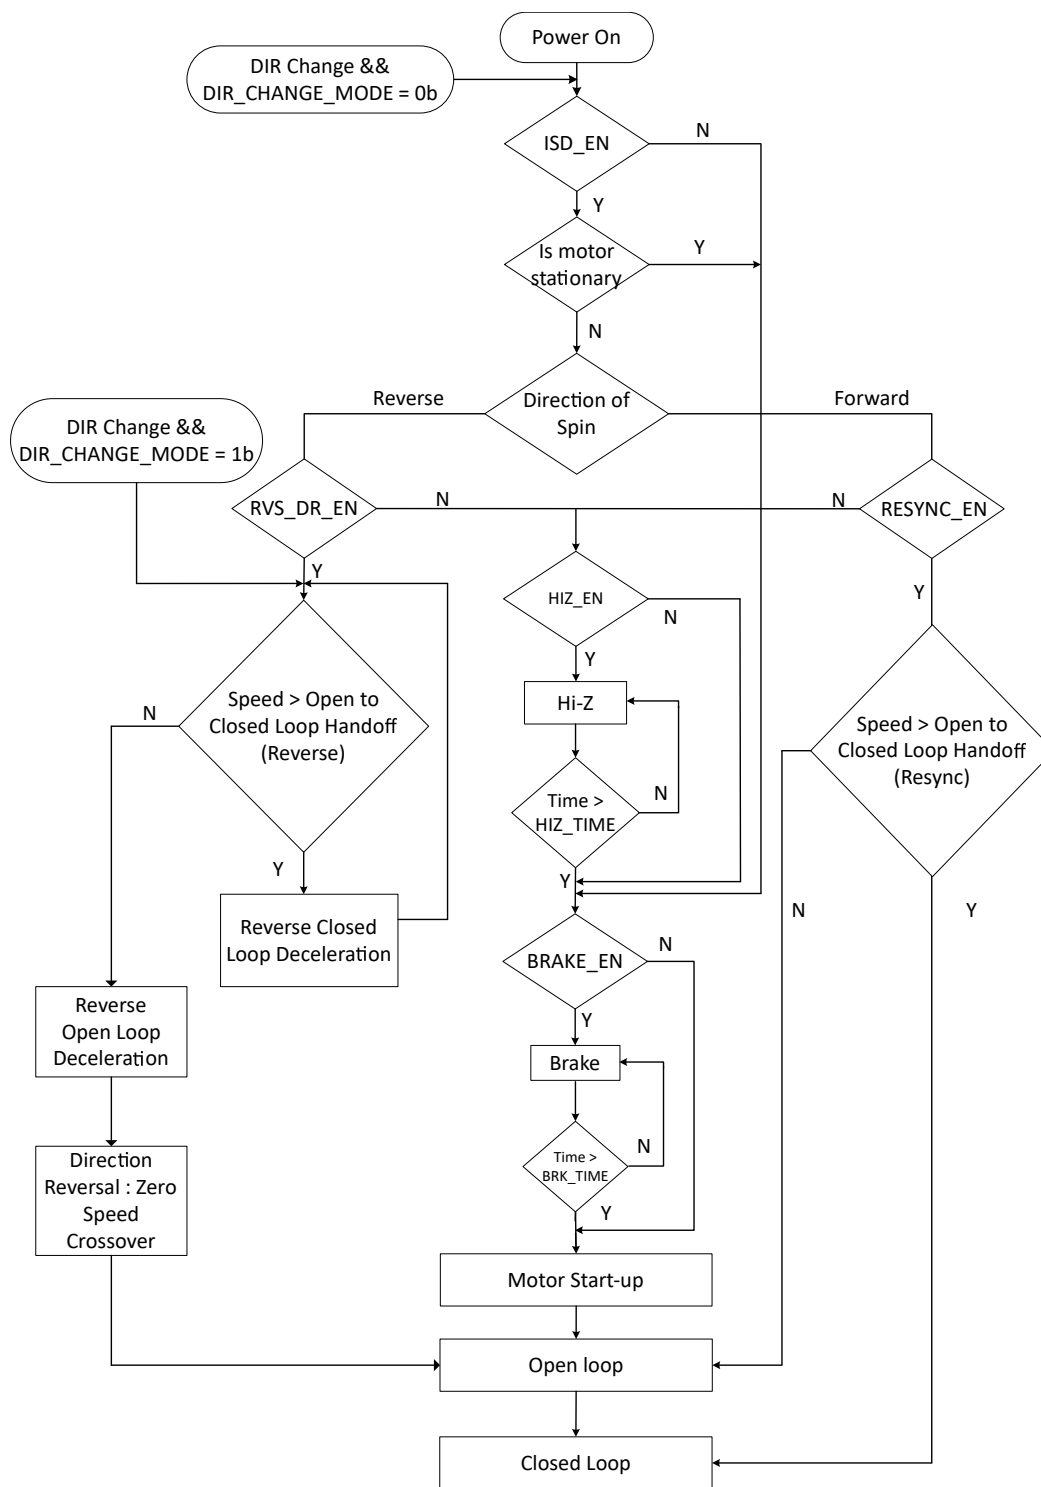 Power On
DIR Change &&
DIR_CHANGE_MODE = 0b
ISD_EN
N
Y
Is motor
stationary
Y
N
Reverse
Direction of
Spin
Forward
DIR Change &&
DIR_CHANGE_MODE = 1b
RVS_DR_EN
N
N
RESYNC_EN
Y
HIZ_EN
N
Y
Y
Hi-Z
N
Speed > Open to
Closed Loop Handoff
(Reverse)
Speed > Open to
Closed Loop Handoff
(Resync)
Time >
HIZ_TIME
N
Y
Y
N
Y
Reverse Closed
Loop Deceleration
BRAKE_EN
N
Y
Reverse
Open Loop
Deceleration
Brake
N
Time >
BRK_TIME
Y
Direction
Reversal : Zero
Speed
Crossover
Motor Start-up
Open loop
Closed Loop